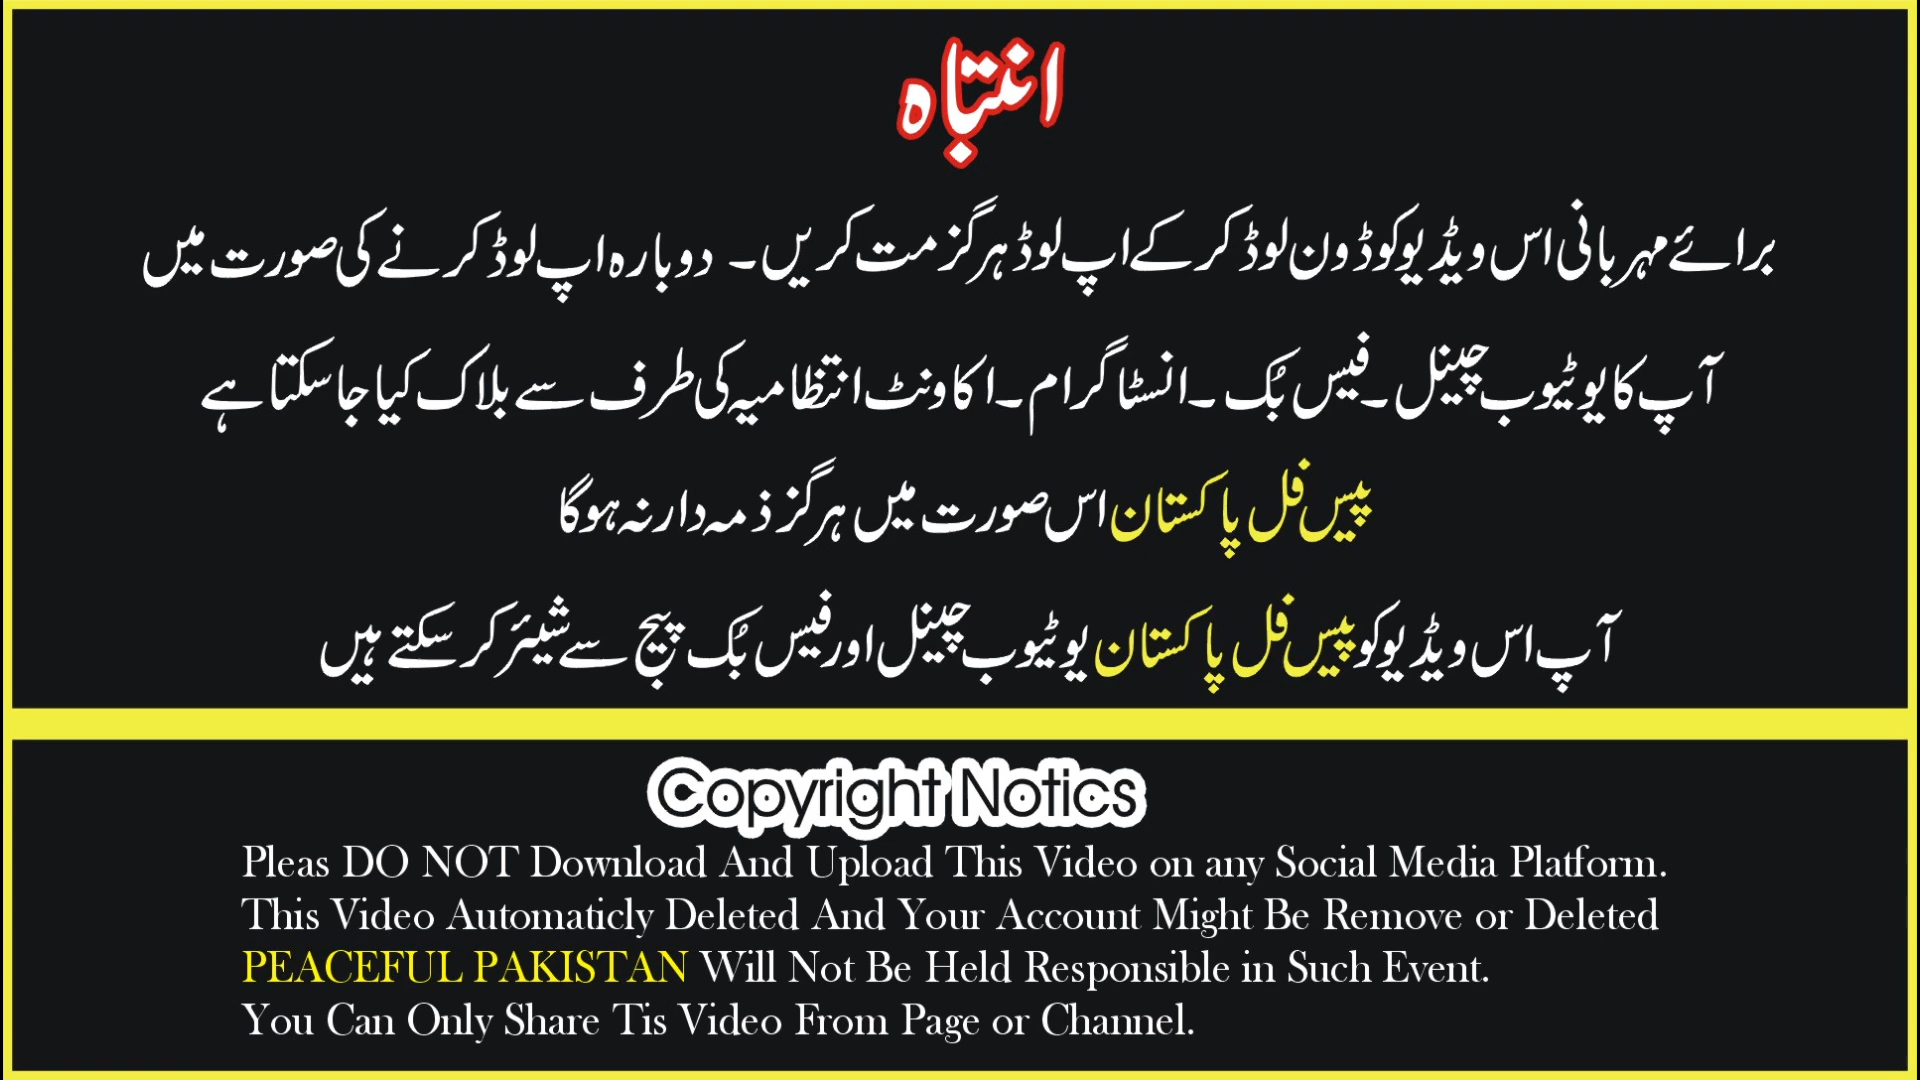 انتباہ
برائے مہربانی اس ویڈیو کو ڈون لوڈ کر کے اپ لوڈ ہرگز مت کریں۔ دوبارہ اپ لوڈ کرنے کی صورت میں
آپ کا یوٹیوب چینل۔ فیس بُک ۔ انسٹا گرام ۔ اکاونٹ انتظامیہ کی طرف سے بلاک کیا جا سکتا ہے
پیس فل پاکستان اس صورت میں ہرگز ذمہ دار نہ ہوگا
آپ اس ویڈیو کو پیس فل پاکستان یوٹیوب چینل اور فیس بُک پیج سے شیئر کر سکتے ہیں
Copyright Notics
Pleas DO NOT Download And Upload This Video on any Social Media Platform.
This Video Automaticly Deleted And Your Account Might Be Remove or Deleted
PEACEFUL PAKISTAN Will Not Be Held Responsible in Such Event.
You Can Only Share Tis Video From Page or Channel.